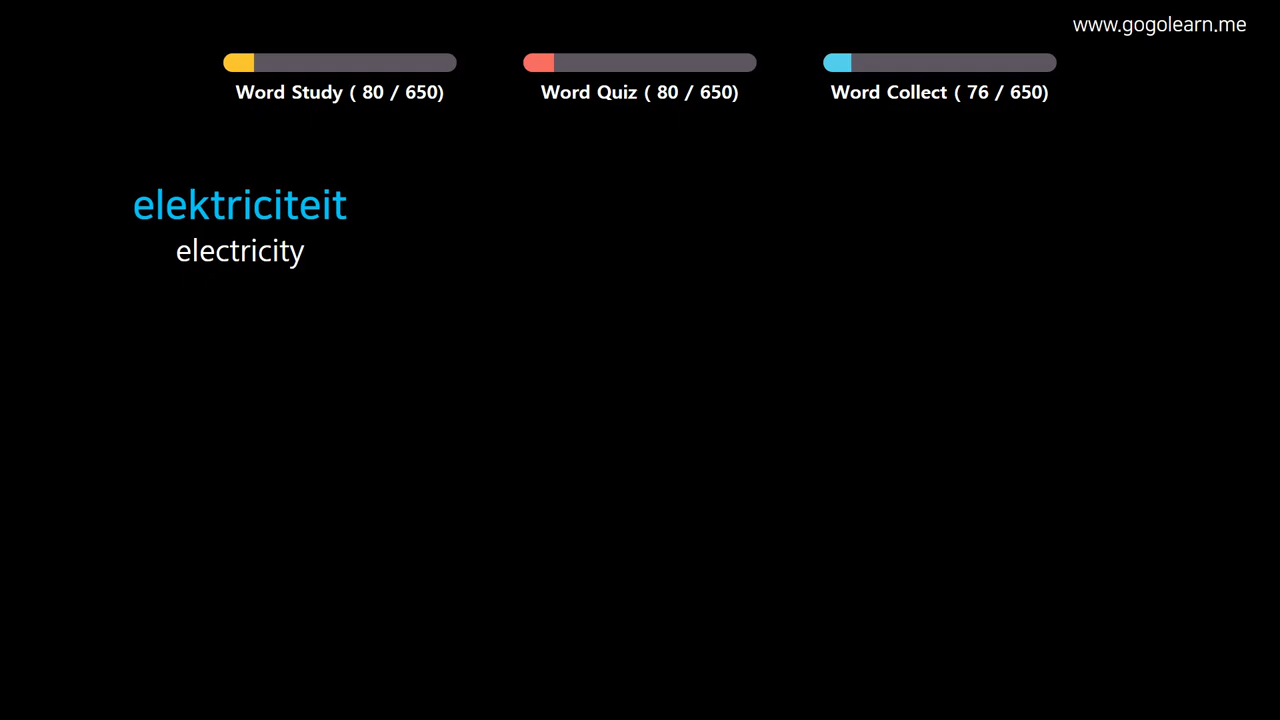 www.gogolearn.me
Word Study ( 80 / 650)
Word Quiz ( 80 / 650)
Word Collect ( 76 / 650)
elektriciteit
electricity